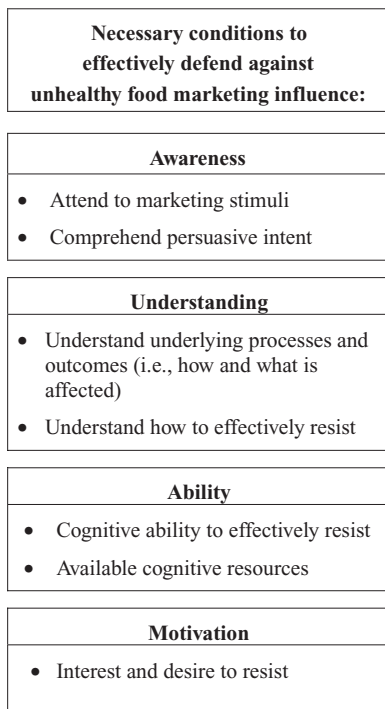 Necessary conditions to
effectively defend against
unhealthy food marketing influence:
Awareness
• Attend to marketing stimuli
• Comprehend persuasive intent
Understanding
• Understand underlying processes and
outcomes (i.e., how and what is
affected)
• Understand how to effectively resist
Ability
• Cognitive ability to effectively resist
• Available cognitive resources
Motivation
• Interest and desire to resist